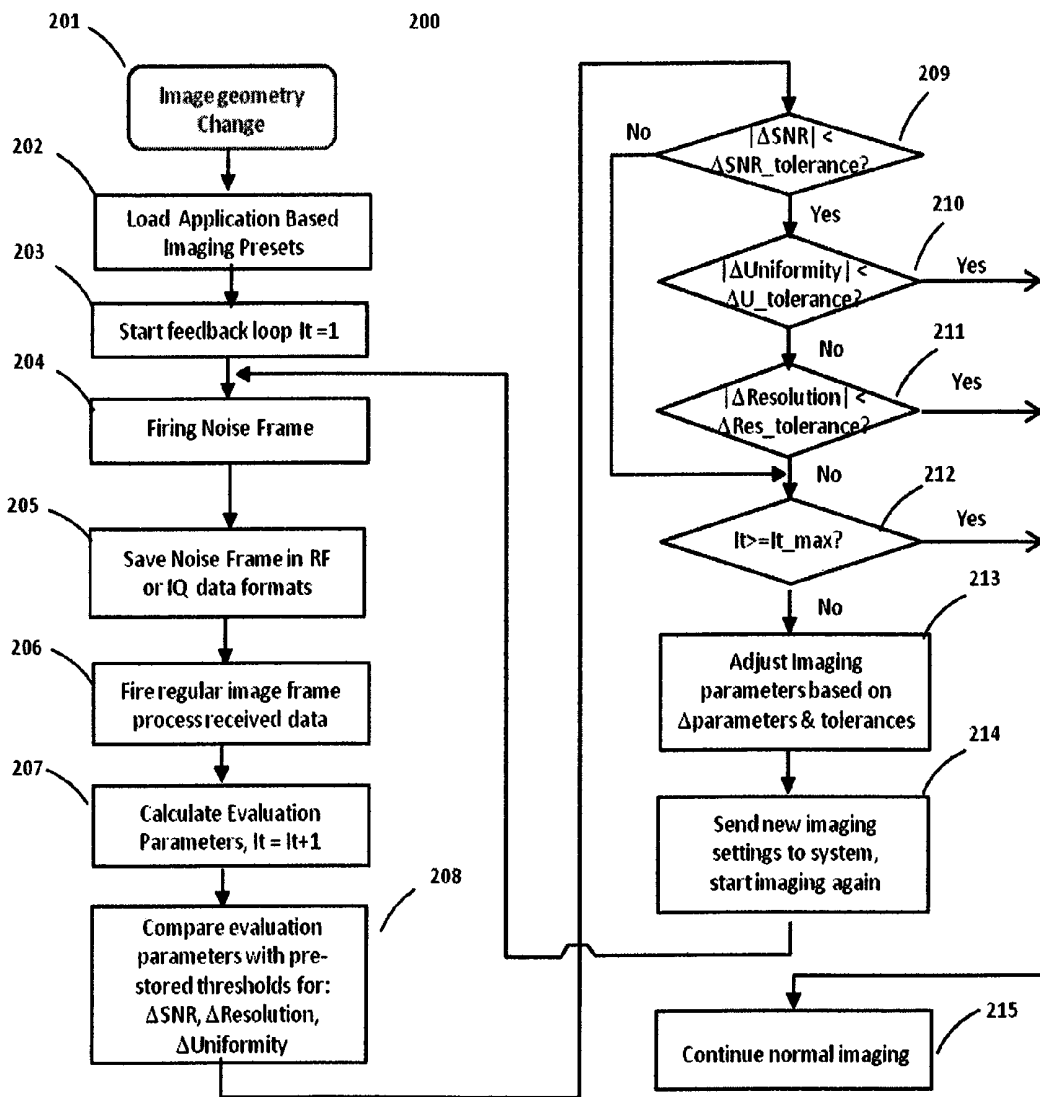 200
201
Image geometry
Change
202
Load Application Based
Imaging Presets
203
Start feedback loop It =1
204
Firing Noise Frame
205
Save Noise Frame in RF
or IQ data formats
206
Fire regular image frame
process received data
207
Calculate Evaluation
Parameters, It = It+1
208
Compare evaluation
parameters with pre-
stored thresholds for:
ΔSNR, ΔResolution,
ΔUniformity
209
|ΔSNR| <
ΔSNR_tolerance?
No
Yes
210
|ΔUniformity| <
ΔU_tolerance?
Yes
No
211
|ΔResolution| <
ΔRes_tolerance?
Yes
No
212
It>=It_max?
Yes
No
213
Adjust Imaging
parameters based on
Δparameters & tolerances
214
Send new imaging
settings to system,
start imaging again
215
Continue normal imaging